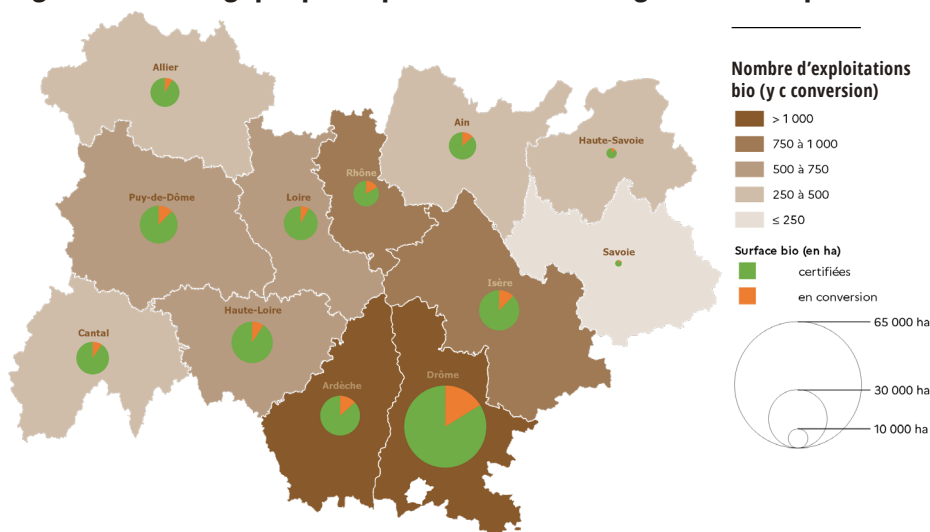 Nombre d'exploitations
bio (y c conversion)
> 1 000
750 à 1 000
500 à 750
250 à 500
≤ 250
Surface bio (en ha)
certifiées
en conversion
65 000 ha
30 000 ha
10 000 ha
Allier
Ain
Haute-Savoie
Rhône
Puy-de-Dôme
Loire
Savoie
Isère
Haute-Loire
Cantal
Ardèche
Drôme